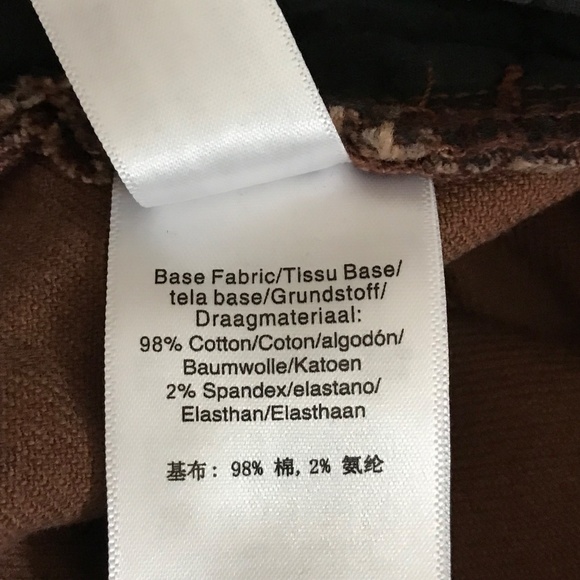 Base Fabric/Tissu Base/
tela base/Grundstoff/
Draagmateriaal:
98% Cotton/Coton/algodón/
Baumwolle/Katoen
2% Spandex/elastano/
Elasthan/Elasthaan
基布: 98% 棉, 2% 氨纶